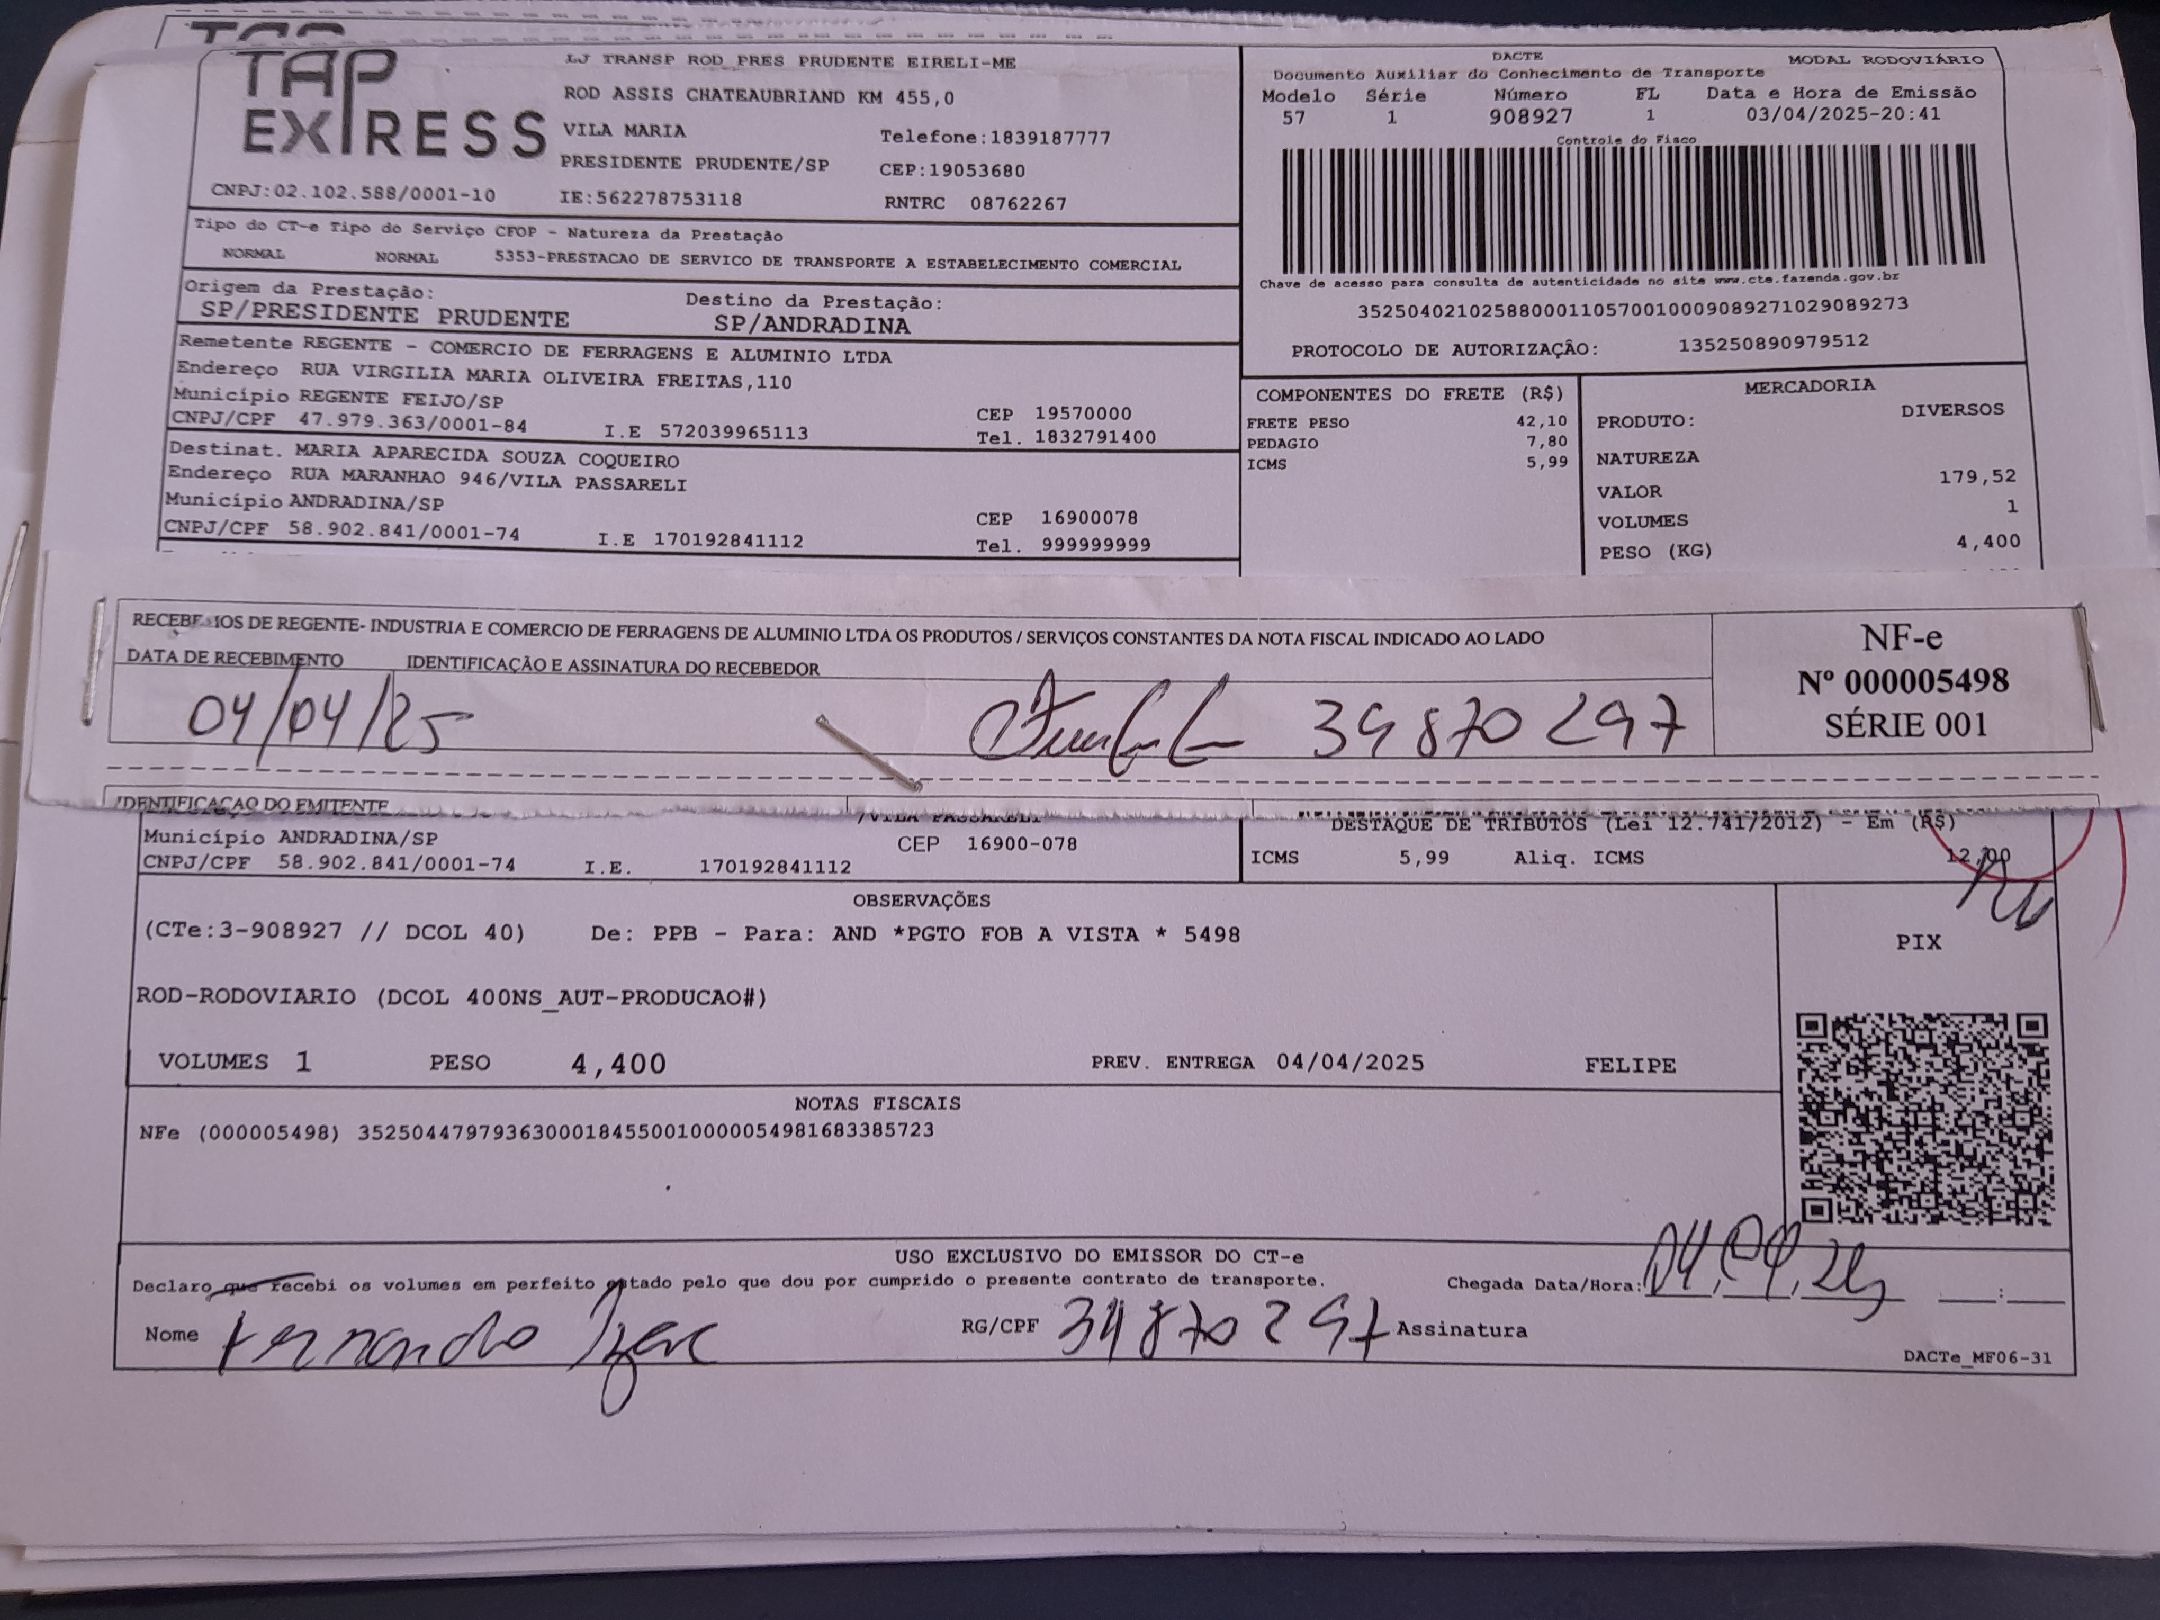 TAP
EXPRESS
LJ TRANSP ROD PRES PRUDENTE EIRELI-ME
ROD ASSIS CHATEAUBRIAND KM 455,0
VILA MARIA
Telefone:1839187777
PRESIDENTE PRUDENTE/SP
CEP:19053680
CNPJ:02.102.588/0001-10
IE:562278753118
RNTRC 08762267
DACTE
MODAL RODOVIÁRIO
Documento Auxiliar do Conhecimento de Transporte
Modelo Série Número FL Data e Hora de Emissão
57 1 908927 1 03/04/2025-20:41
Controle do Fisco
Chave de acesso para consulta de autenticidade no site www.cte.fazenda.gov.br
35250402102588000110570010009089271029089273
PROTOCOLO DE AUTORIZAÇÃO: 135250890979512
Tipo do CT-e Tipo do Serviço CFOP - Natureza da Prestação
NORMAL NORMAL 5353-PRESTACAO DE SERVICO DE TRANSPORTE A ESTABELECIMENTO COMERCIAL
Origem da Prestação: Destino da Prestação:
SP/PRESIDENTE PRUDENTE SP/ANDRADINA
Remetente REGENTE - COMERCIO DE FERRAGENS E ALUMINIO LTDA
Endereço RUA VIRGILIA MARIA OLIVEIRA FREITAS,110
Município REGENTE FEIJO/SP CEP 19570000
CNPJ/CPF 47.979.363/0001-84 I.E 572039965113 Tel. 1832791400
Destinat. MARIA APARECIDA SOUZA COQUEIRO
Endereço RUA MARANHAO 946/VILA PASSARELI
Município ANDRADINA/SP CEP 16900078
CNPJ/CPF 58.902.841/0001-74 I.E 170192841112 Tel. 999999999
COMPONENTES DO FRETE (R$)
FRETE PESO 42,10
PEDAGIO 7,80
ICMS 5,99
MERCADORIA
PRODUTO: DIVERSOS
NATUREZA
VALOR 179,52
VOLUMES 1
PESO (KG) 4,400
RECEBEMOS DE REGENTE- INDUSTRIA E COMERCIO DE FERRAGENS DE ALUMINIO LTDA OS PRODUTOS / SERVIÇOS CONSTANTES DA NOTA FISCAL INDICADO AO LADO
DATA DE RECEBIMENTO IDENTIFICAÇÃO E ASSINATURA DO RECEBEDOR
04/04/25 34870297
NF-e
Nº 000005498
SÉRIE 001
IDENTIFICAÇAO DO EMITENTE
/VILA PASSARELI
Município ANDRADINA/SP CEP 16900-078
CNPJ/CPF 58.902.841/0001-74 I.E. 170192841112
DESTAQUE DE TRIBUTOS (Lei 12.741/2012) - Em (R$)
ICMS 5,99 Aliq. ICMS 12,00
OBSERVAÇÕES
(CTe:3-908927 // DCOL 40) De: PPB - Para: AND *PGTO FOB A VISTA * 5498
PIX
ROD-RODOVIARIO (DCOL 400NS_AUT-PRODUCAO#)
VOLUMES 1 PESO 4,400 PREV. ENTREGA 04/04/2025 FELIPE
NOTAS FISCAIS
NFe (000005498) 35250447979363000184550010000054981683385723
USO EXCLUSIVO DO EMISSOR DO CT-e
Declaro que recebi os volumes em perfeito estado pelo que dou por cumprido o presente contrato de transporte. Chegada Data/Hora: 04,04,25
Nome Fernando RG/CPF 34870297 Assinatura
DACTe_MF06-31